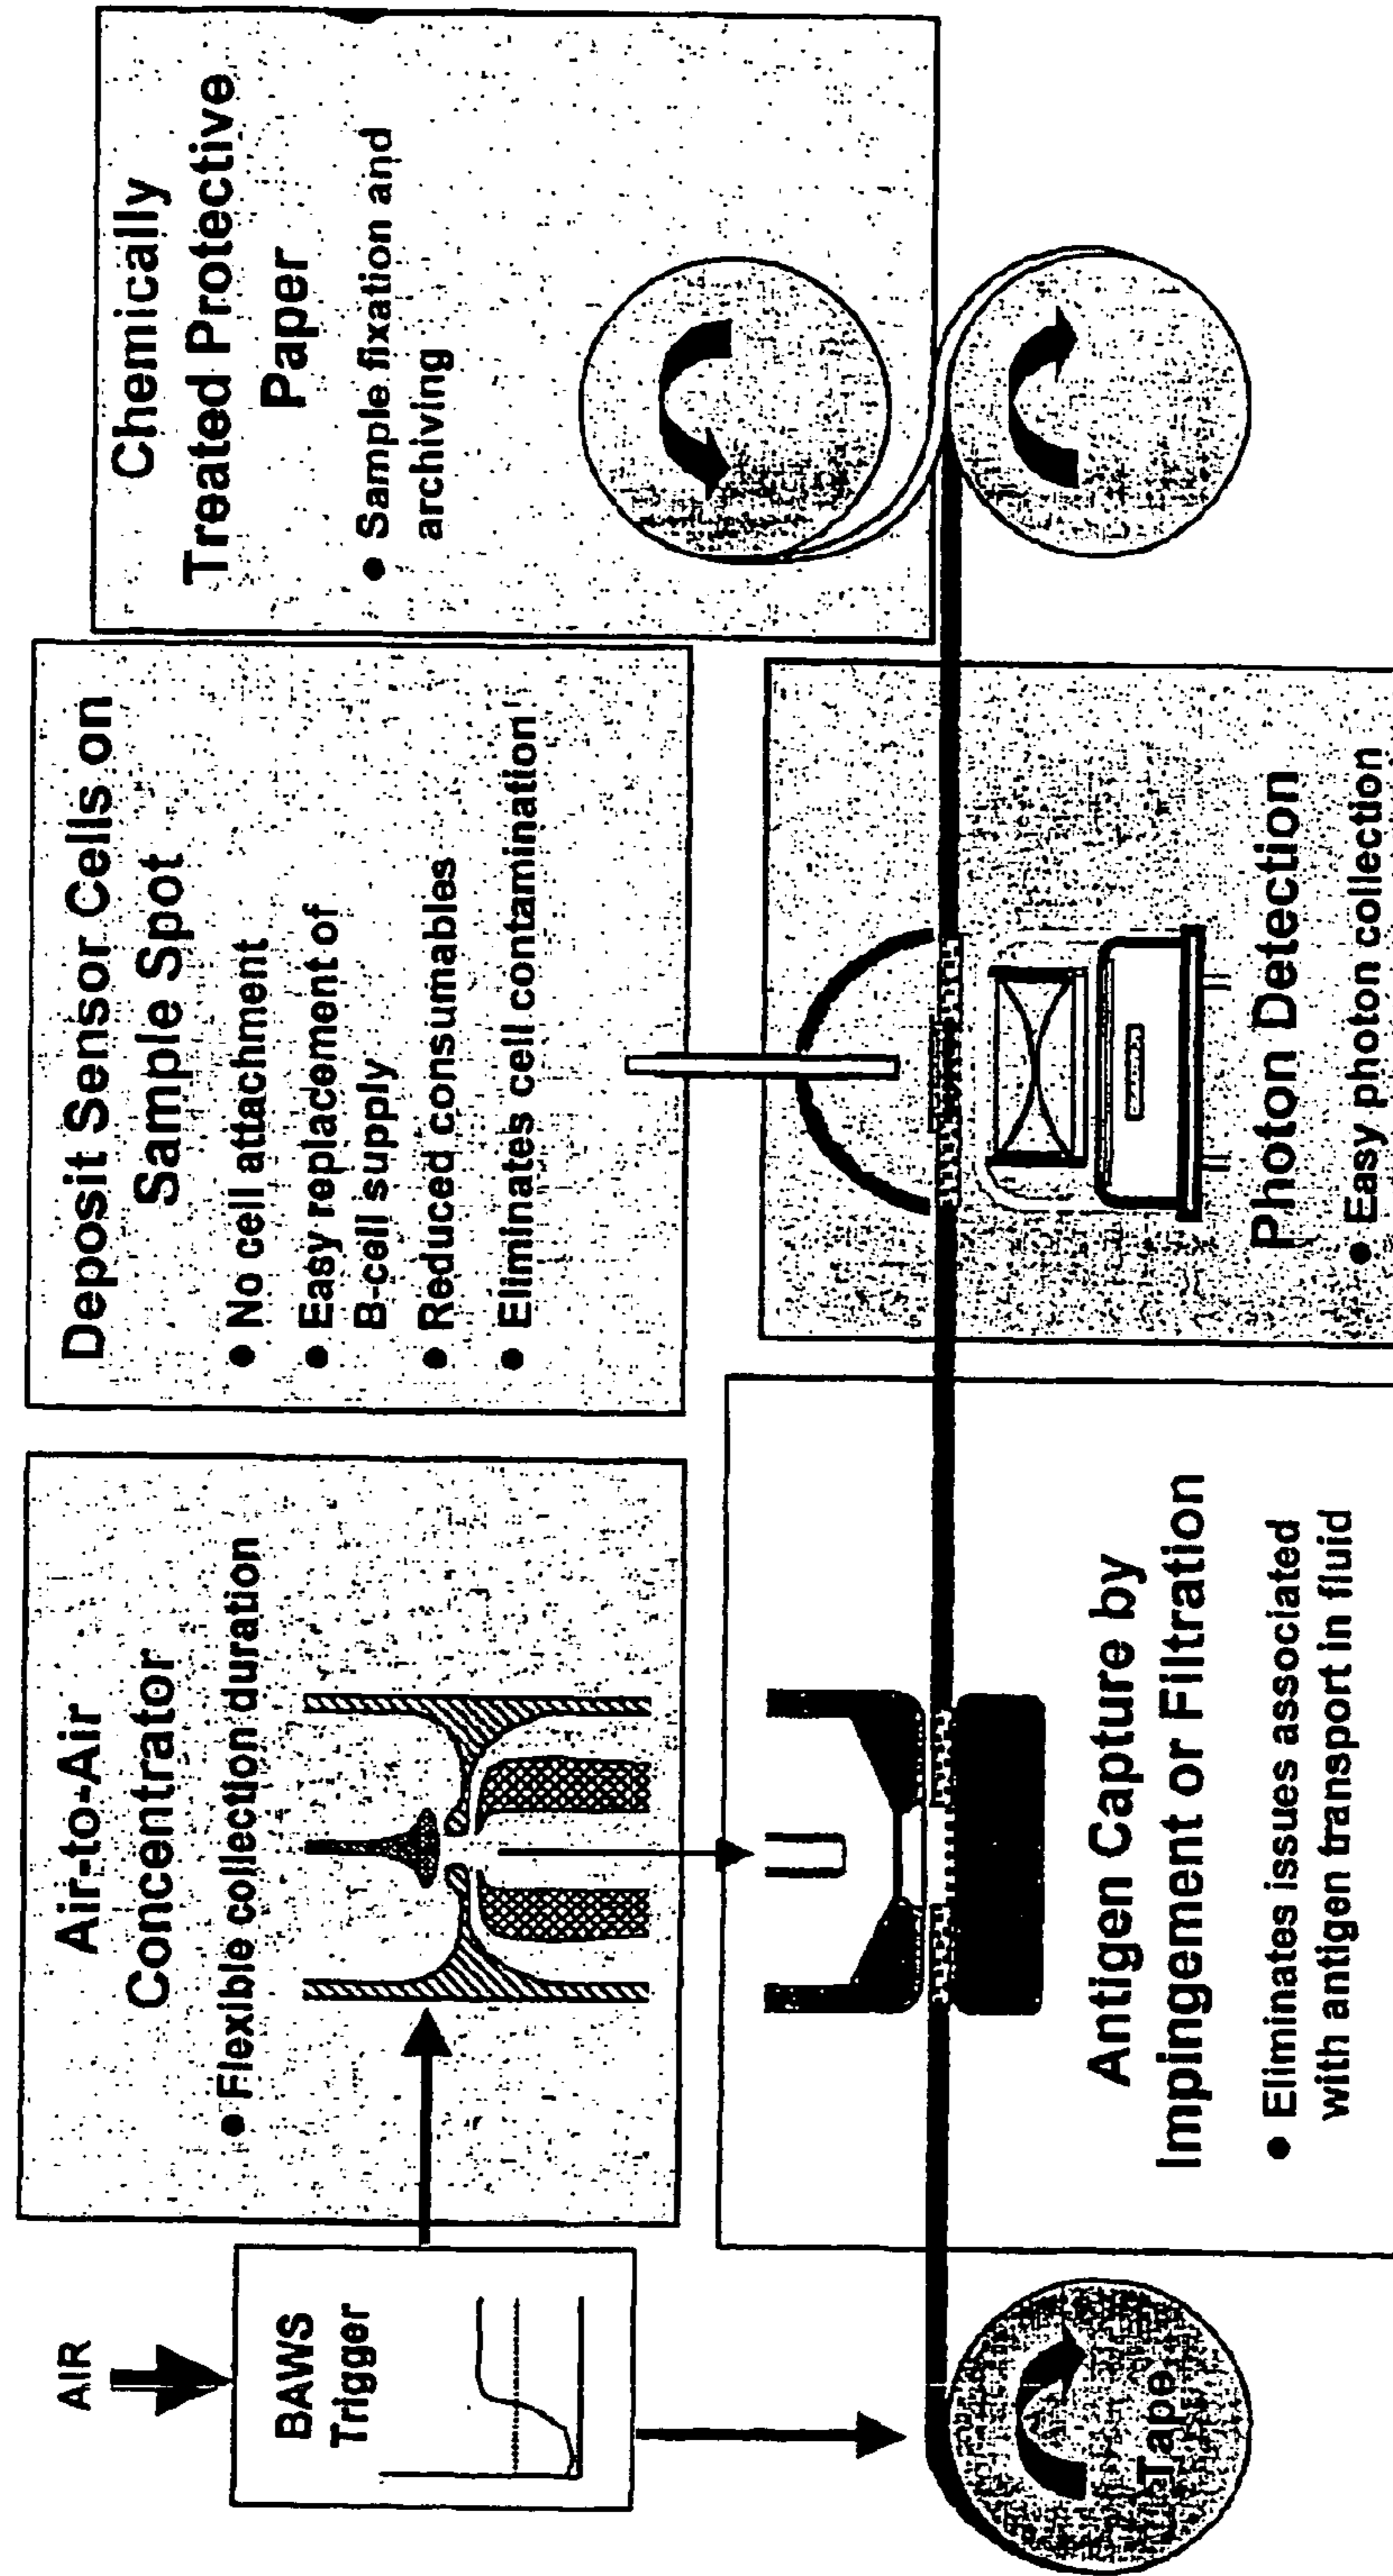 AIR
BAWS
Trigger
Air-to-Air
Concentrator
● Flexible collection duration
Deposit Sensor Cells on
Sample Spot
● No cell attachment
● Easy replacement of
B-cell supply
● Reduced consumables
● Eliminates cell contamination
Chemically
Treated Protective
Paper
● Sample fixation and
archiving
Tape
Antigen Capture by
Impingement or Filtration
● Eliminates issues associated
with antigen transport in fluid
Photon Detection
● Easy photon collection